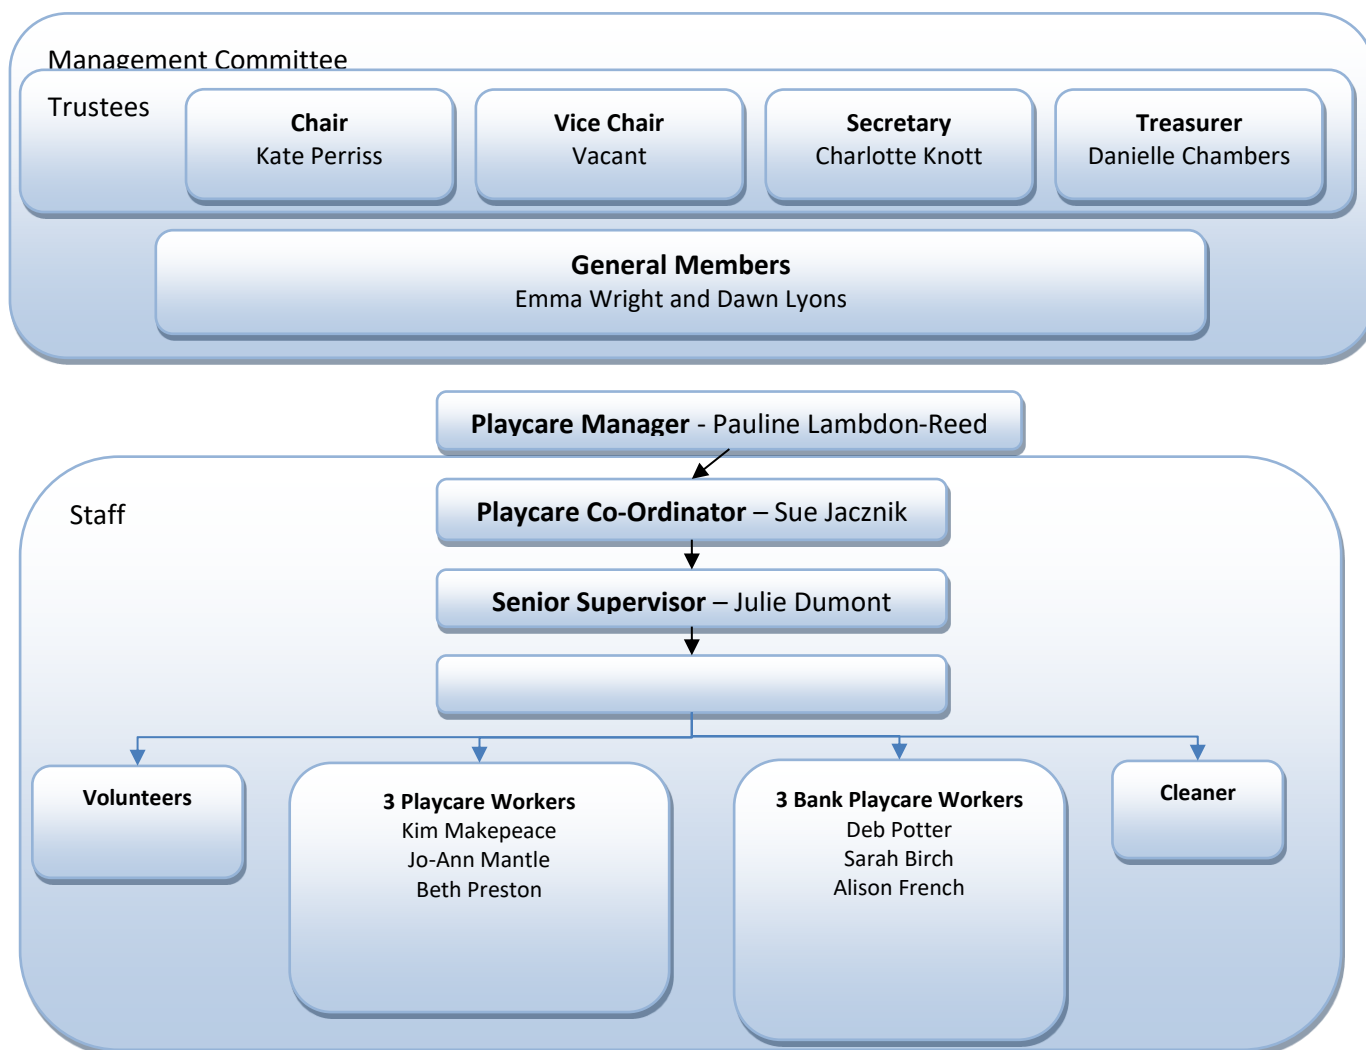 Management Committee
Trustees
Chair
Kate Perriss
Vice Chair
Vacant
Secretary
Charlotte Knott
Treasurer
Danielle Chambers
General Members
Emma Wright and Dawn Lyons
Playcare Manager - Pauline Lambdon-Reed
Staff
Playcare Co-Ordinator – Sue Jacznik
Senior Supervisor – Julie Dumont
Volunteers
3 Playcare Workers
Kim Makepeace
Jo-Ann Mantle
Beth Preston
3 Bank Playcare Workers
Deb Potter
Sarah Birch
Alison French
Cleaner